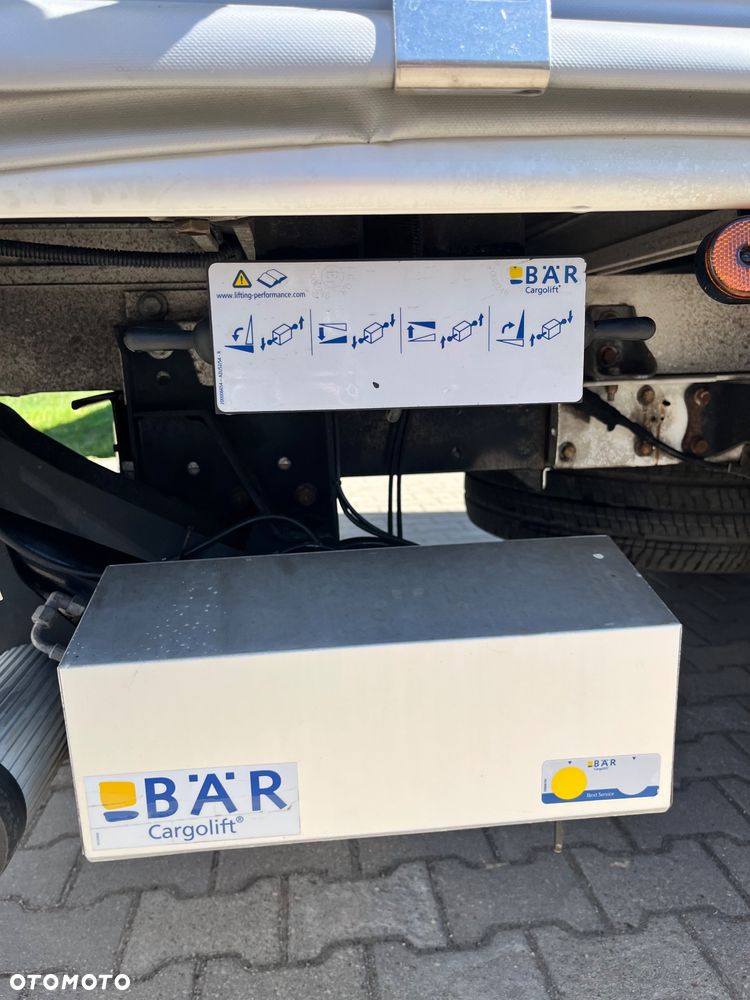 www.lifting-performance.com
BÄR
Cargolift®
BÄR
Cargolift®
BÄR
Cargolift®
Next Service
OTOMOTO